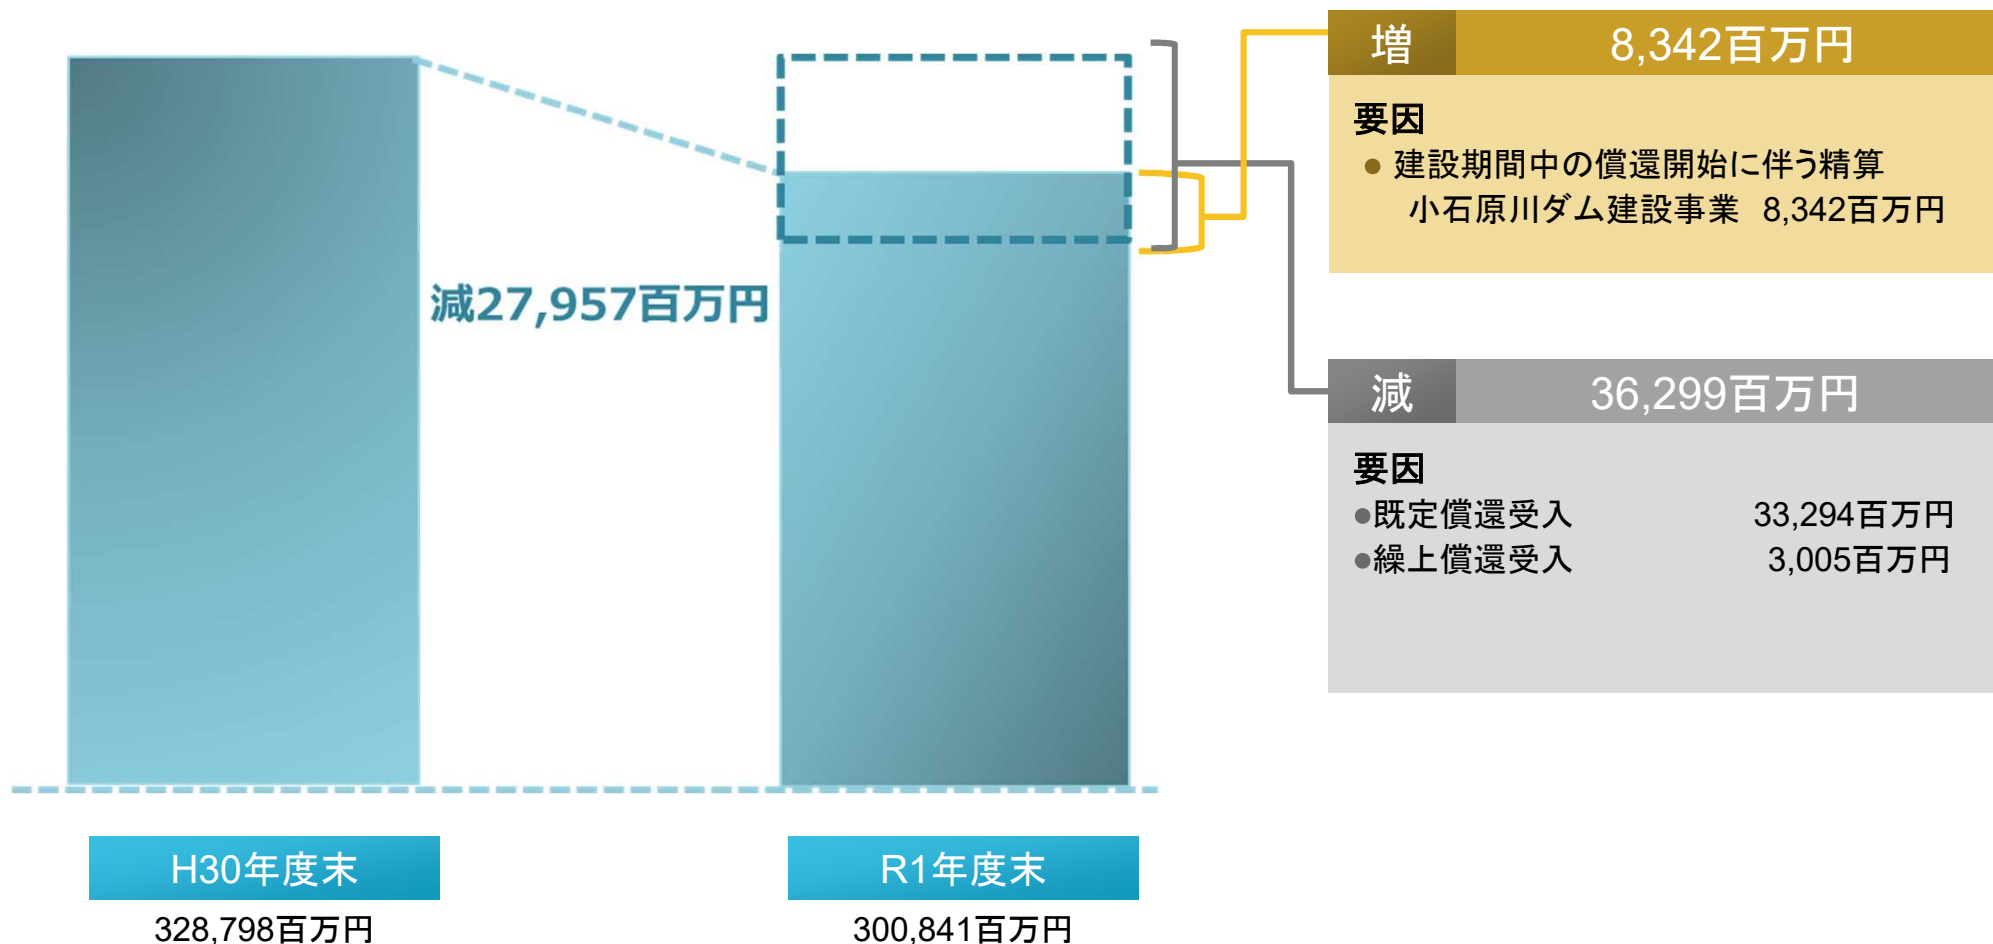 減27,957百万円
H30年度末
328,798百万円
R1年度末
300,841百万円
増 8,342百万円
要因
● 建設期間中の償還開始に伴う精算
小石原川ダム建設事業 8,342百万円
減 36,299百万円
要因
●既定償還受入 33,294百万円
●繰上償還受入 3,005百万円